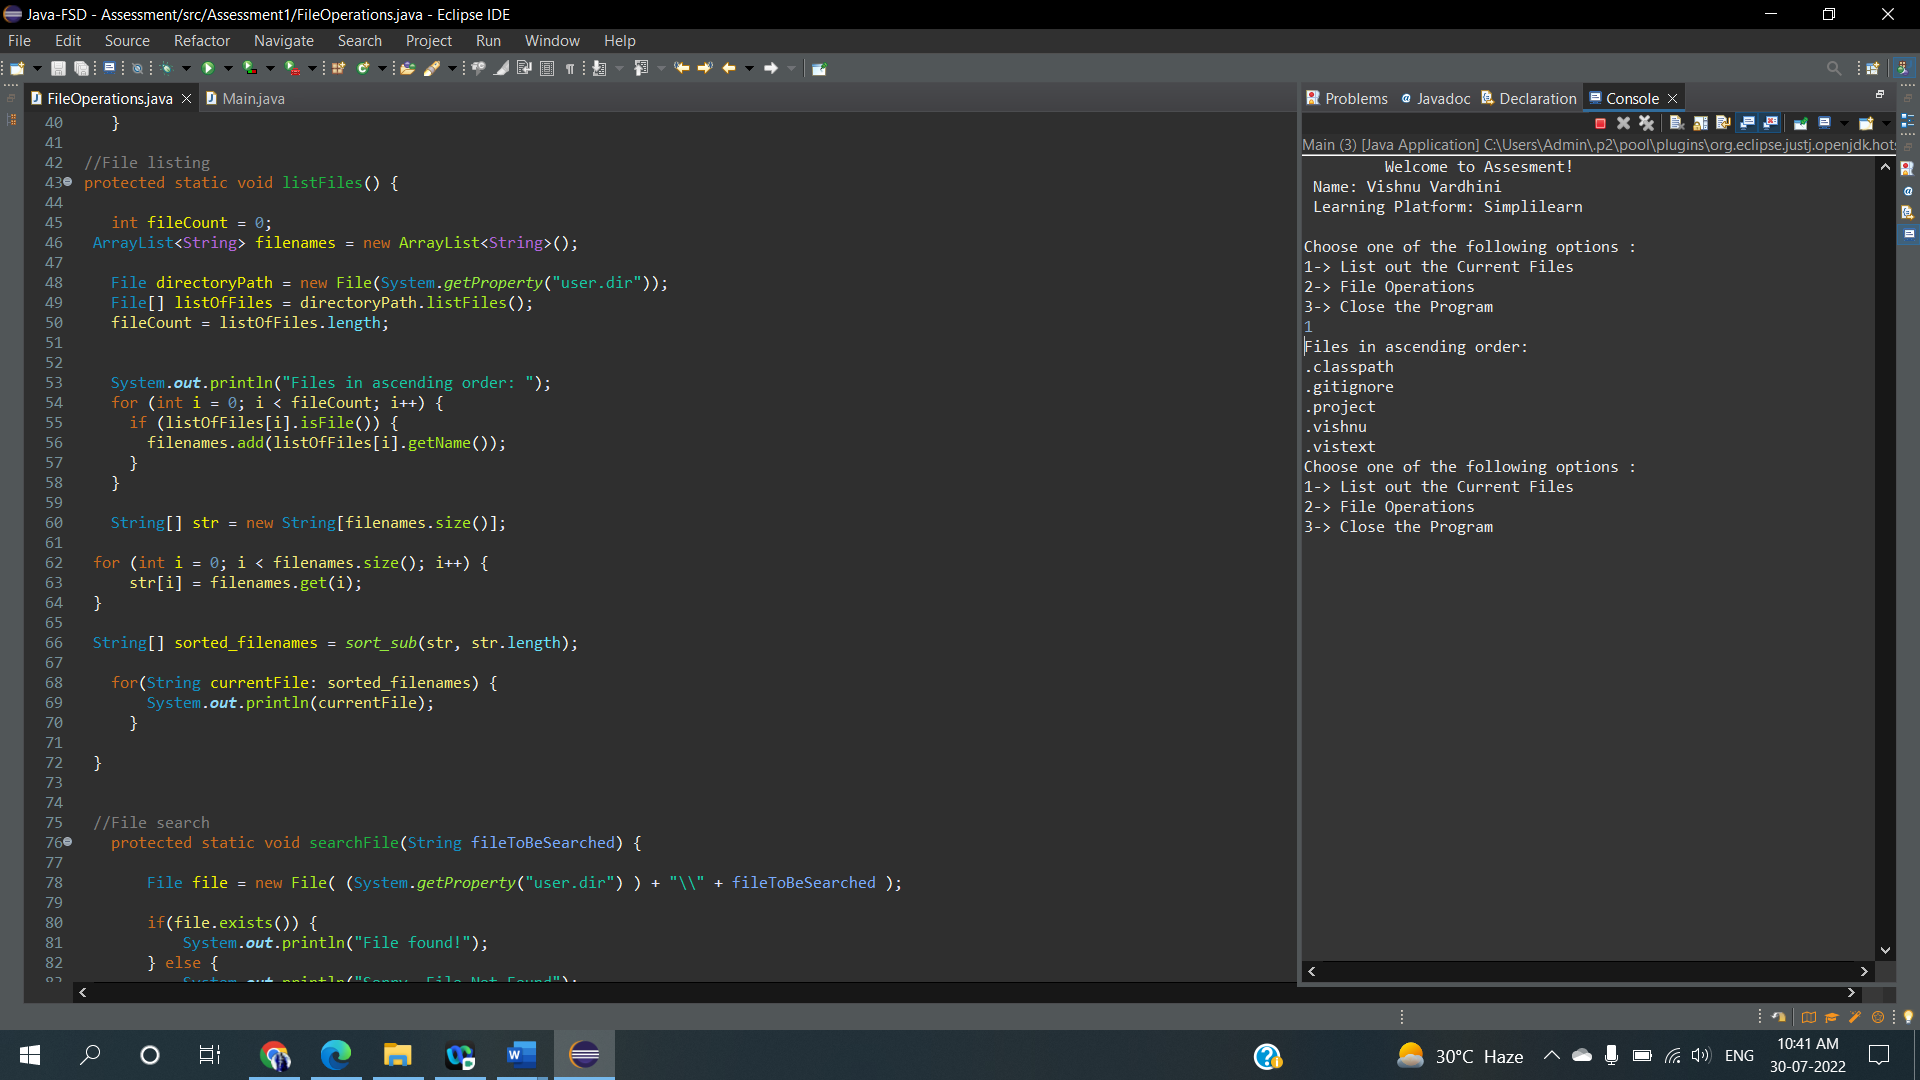 Java-FSD - Assessment/src/Assessment1/FileOperations.java - Eclipse IDE
File Edit Source Refactor Navigate Search Project Run Window Help
FileOperations.java Main.java
40 }
41
42 //File listing
43 protected static void listFiles() {
44
45 int fileCount = 0;
46 ArrayList<String> filenames = new ArrayList<String>();
47
48 File directoryPath = new File(System.getProperty("user.dir"));
49 File[] listOfFiles = directoryPath.listFiles();
50 fileCount = listOfFiles.length;
51
52
53 System.out.println("Files in ascending order: ");
54 for (int i = 0; i < fileCount; i++) {
55 if (listOfFiles[i].isFile()) {
56 filenames.add(listOfFiles[i].getName());
57 }
58 }
59
60 String[] str = new String[filenames.size()];
61
62 for (int i = 0; i < filenames.size(); i++) {
63 str[i] = filenames.get(i);
64 }
65
66 String[] sorted_filenames = sort_sub(str, str.length);
67
68 for(String currentFile: sorted_filenames) {
69 System.out.println(currentFile);
70 }
71
72 }
73
74
75 //File search
76 protected static void searchFile(String fileToBeSearched) {
77
78 File file = new File( (System.getProperty("user.dir") ) + "\\" + fileToBeSearched );
79
80 if(file.exists()) {
81 System.out.println("File found!");
82 } else {
83 System.out.println("Sorry, File Not Found");
Problems Javadoc Declaration Console
Main (3) [Java Application] C:\Users\Admin\.p2\pool\plugins\org.eclipse.justj.openjdk.hots
Welcome to Assesment!
Name: Vishnu Vardhini
Learning Platform: Simplilearn
Choose one of the following options :
1-> List out the Current Files
2-> File Operations
3-> Close the Program
1
Files in ascending order:
.classpath
.gitignore
.project
.vishnu
.vistext
Choose one of the following options :
1-> List out the Current Files
2-> File Operations
3-> Close the Program
30°C Haze
ENG
10:41 AM
30-07-2022